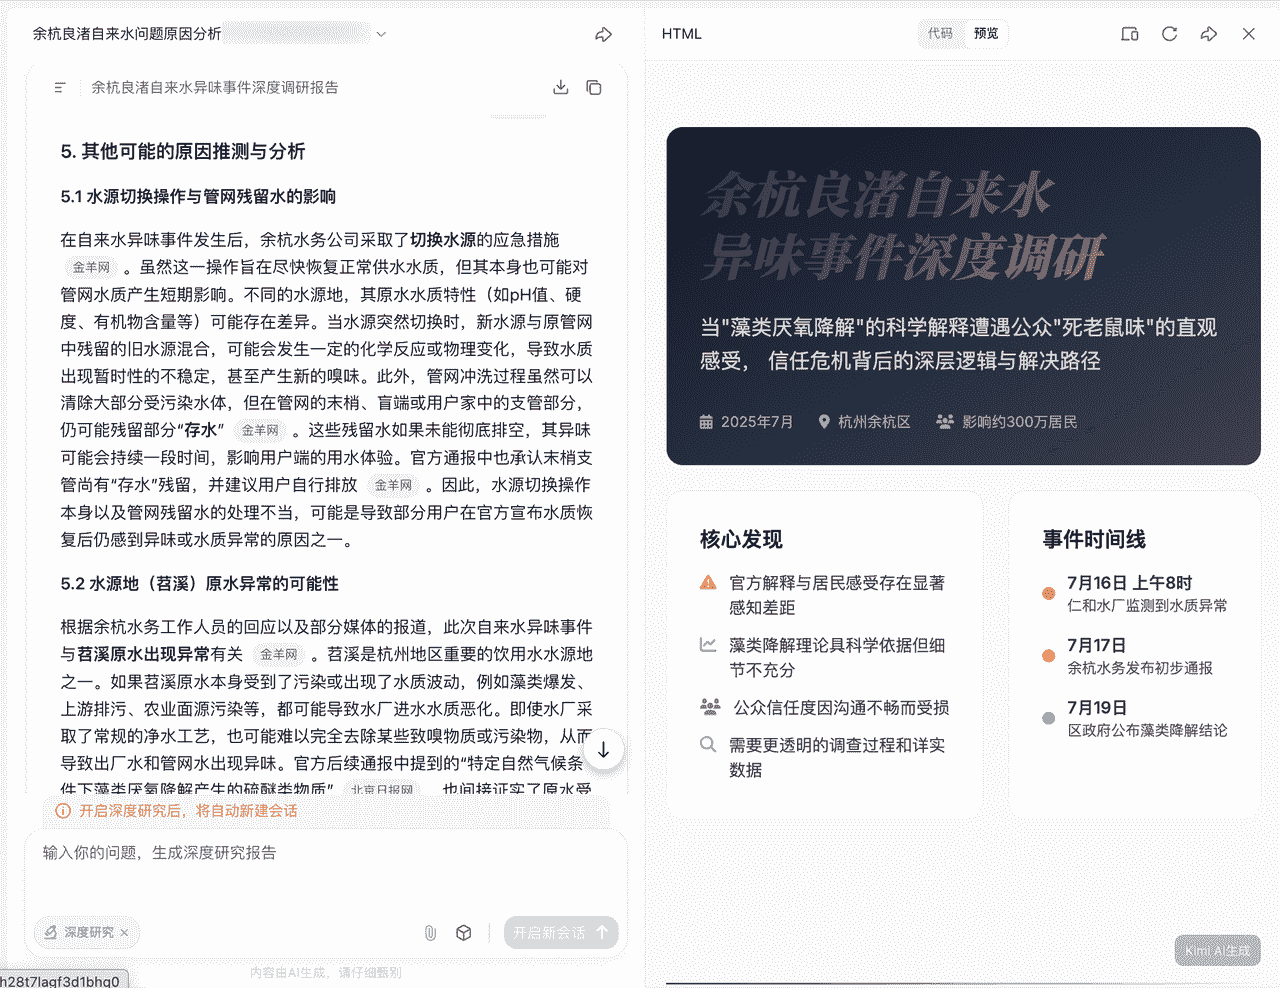 余杭良渚自来水问题原因分析
余杭良渚自来水异味事件深度调研报告
5. 其他可能的原因推测与分析
5.1 水源切换操作与管网残留水的影响
在自来水异味事件发生后，余杭水务公司采取了切换水源的应急措施
金羊网 。虽然这一操作旨在尽快恢复正常供水水质，但其本身也可能对
管网水质产生短期影响。不同的水源地，其原水水质特性（如pH值、硬
度、有机物含量等）可能存在差异。当水源突然切换时，新水源与原管网
中残留的旧水源混合，可能会发生一定的化学反应或物理变化，导致水质
出现暂时性的不稳定，甚至产生新的嗅味。此外，管网冲洗过程虽然可以
清除大部分受污染水体，但在管网的末梢、盲端或用户家中的支管部分，
仍可能残留部分“存水” 金羊网 。这些残留水如果未能彻底排空，其异味
可能会持续一段时间，影响用户端的用水体验。官方通报中也承认末梢支
管尚有“存水”残留，并建议用户自行排放 金羊网 。因此，水源切换操作
本身以及管网残留水的处理不当，可能是导致部分用户在官方宣布水质恢
复后仍感到异味或水质异常的原因之一。
5.2 水源地（苕溪）原水异常的可能性
根据余杭水务工作人员的回应以及部分媒体的报道，此次自来水异味事件
与苕溪原水出现异常有关 金羊网 。苕溪是杭州地区重要的饮用水水源地
之一。如果苕溪原水本身受到了污染或出现了水质波动，例如藻类爆发、
上游排污、农业面源污染等，都可能导致水厂进水水质恶化。即使水厂采
取了常规的净水工艺，也可能难以完全去除某些致嗅物质或污染物，从而
导致出厂水和管网水出现异味。官方后续通报中提到的“特定自然气候条
件下藻类厌氧降解产生的硫醚类物质” 北京日报网 ，也间接证实了原水受
开启深度研究后，将自动新建会话
输入你的问题，生成深度研究报告
深度研究 ×
开启新会话
内容由AI生成，请仔细甄别
h28t7lagf3d1bhg0
HTML
代码 预览
余杭良渚自来水
异味事件深度调研
当"藻类厌氧降解"的科学解释遭遇公众"死老鼠味"的直观
感受， 信任危机背后的深层逻辑与解决路径
2025年7月 杭州余杭区 影响约300万居民
核心发现
官方解释与居民感受存在显著
感知差距
藻类降解理论具科学依据但细
节不充分
公众信任度因沟通不畅而受损
需要更透明的调查过程和详实
数据
事件时间线
7月16日 上午8时
仁和水厂监测到水质异常
7月17日
余杭水务发布初步通报
7月19日
区政府公布藻类降解结论
Kimi AI生成